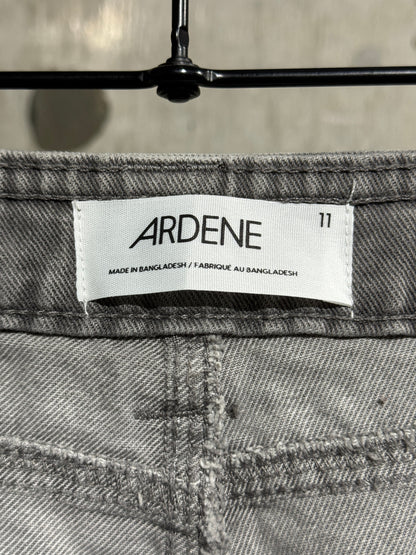 ARDENE
11
MADE IN BANGLADESH / FABRIQUÉ AU BANGLADESH